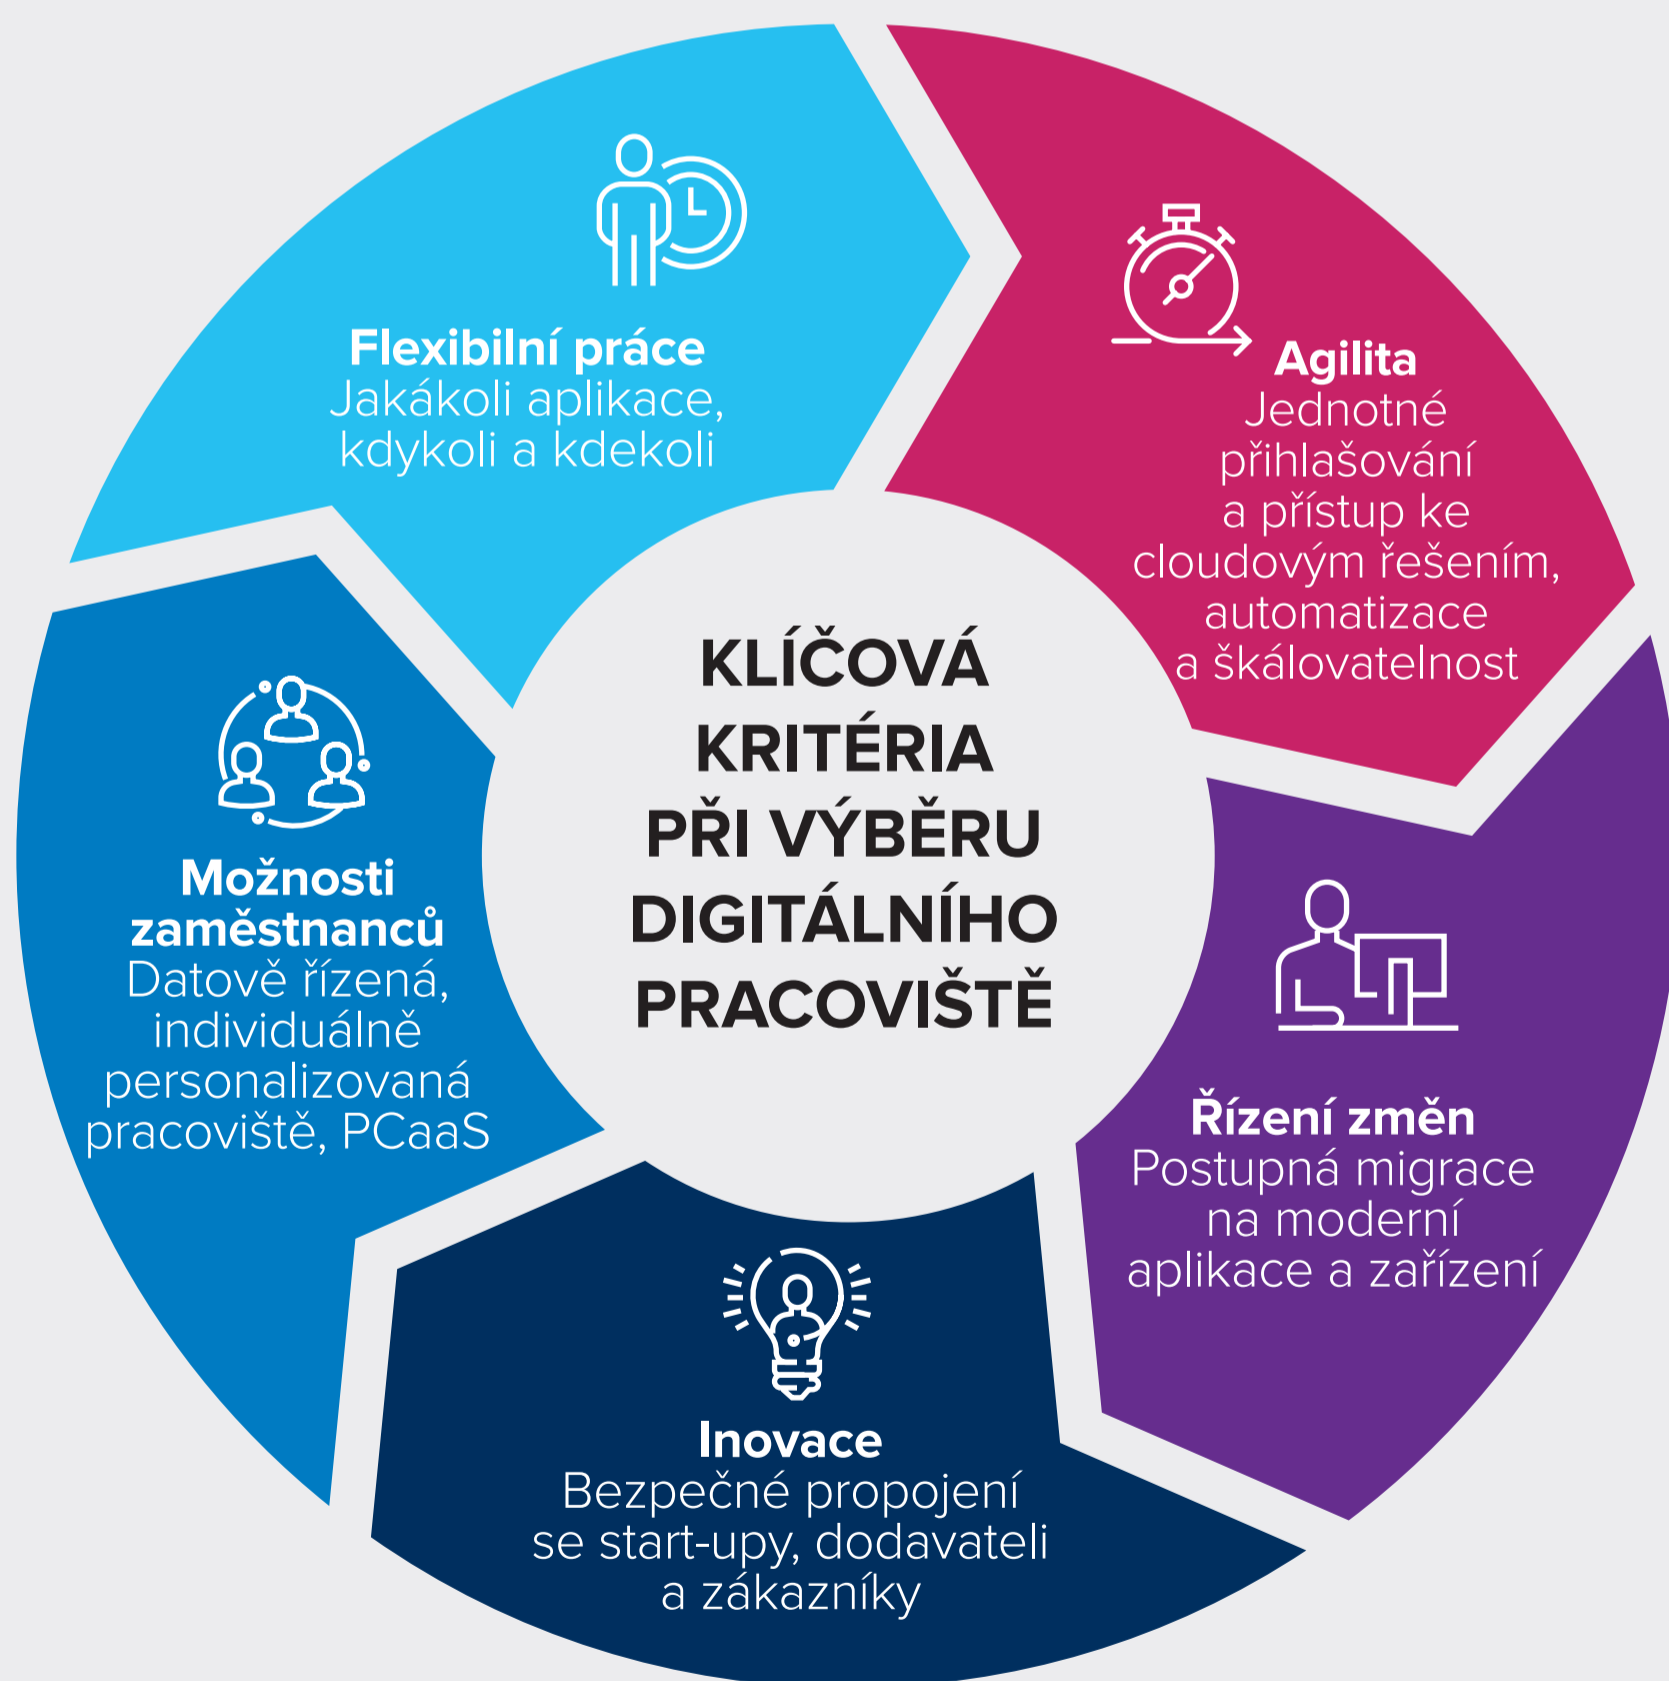 Flexibilní práce
Jakákoli aplikace,
kdykoli a kdekoli
Agilita
Jednotné
přihlašování
a přístup ke
cloudovým řešením,
automatizace
a škálovatelnost
KLÍČOVÁ
KRITÉRIA
PŘI VÝBĚRU
DIGITÁLNÍHO
PRACOVIŠTĚ
Možnosti
zaměstnanců
Datově řízená,
individuálně
personalizovaná
pracoviště, PCaaS
Řízení změn
Postupná migrace
na moderní
aplikace a zařízení
Inovace
Bezpečné propojení
se start-upy, dodavateli
a zákazníky